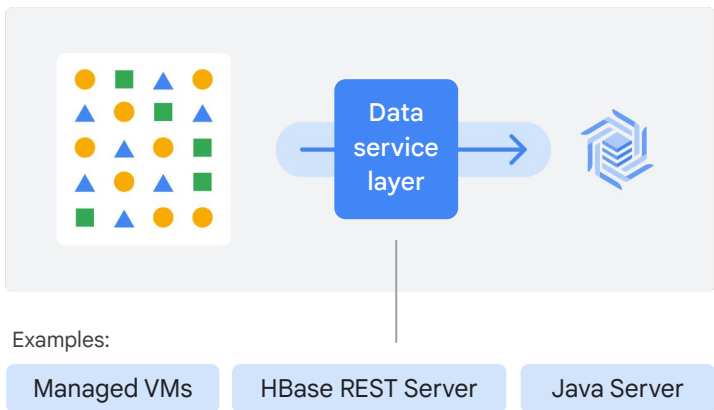 Data
service
layer
Examples:
Managed VMs
HBase REST Server
Java Server